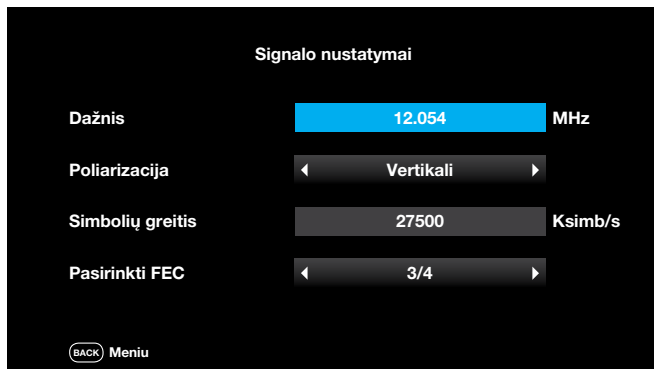 Signalo nustatymai
Dažnis 12.054 MHz
Poliarizacija Vertikali
Simbolių greitis 27500 Ksimb/s
Pasirinkti FEC 3/4
BACK Meniu